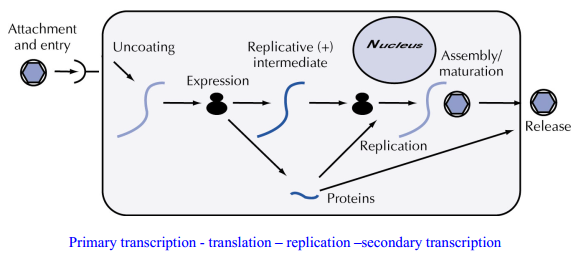 Attachment
and entry
Uncoating
Replicative (+)
intermediate
Nucleus
Assembly/
maturation
Expression
Release
Replication
Proteins
Primary transcription - translation – replication –secondary transcription